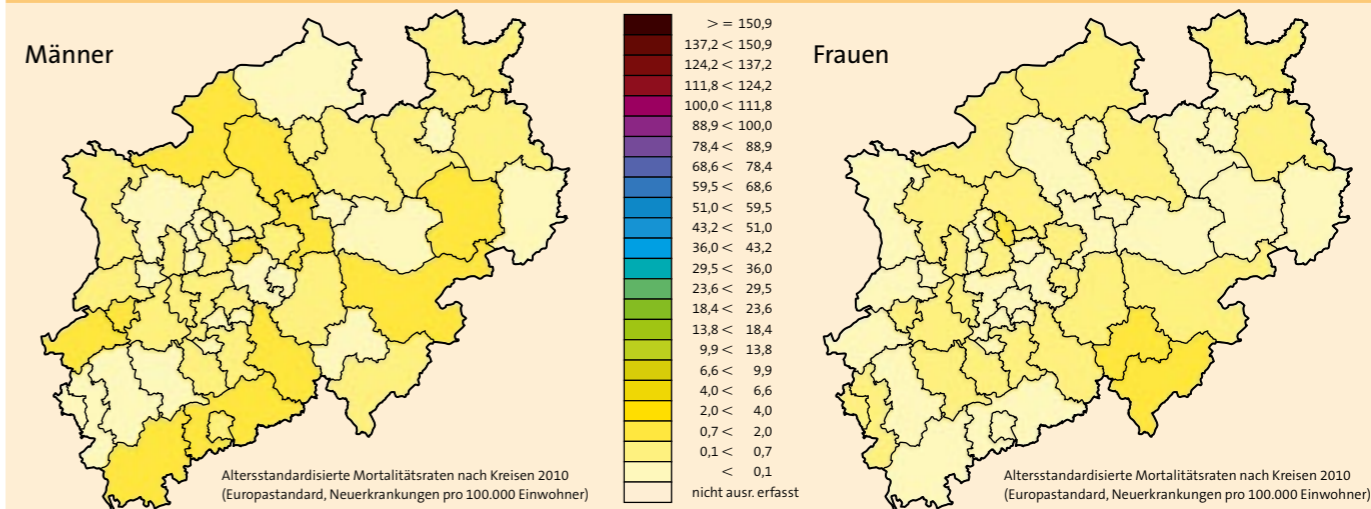 Männer
> = 150,9
137,2 < 150,9
124,2 < 137,2
111,8 < 124,2
100,0 < 111,8
88,9 < 100,0
78,4 < 88,9
68,6 < 78,4
59,5 < 68,6
51,0 < 59,5
43,2 < 51,0
36,0 < 43,2
29,5 < 36,0
23,6 < 29,5
18,4 < 23,6
13,8 < 18,4
9,9 < 13,8
6,6 < 9,9
4,0 < 6,6
2,0 < 4,0
0,7 < 2,0
0,1 < 0,7
< 0,1
nicht ausr. erfasst
Altersstandardisierte Mortalitätsraten nach Kreisen 2010
(Europastandard, Neuerkrankungen pro 100.000 Einwohner)
Frauen
Altersstandardisierte Mortalitätsraten nach Kreisen 2010
(Europastandard, Neuerkrankungen pro 100.000 Einwohner)